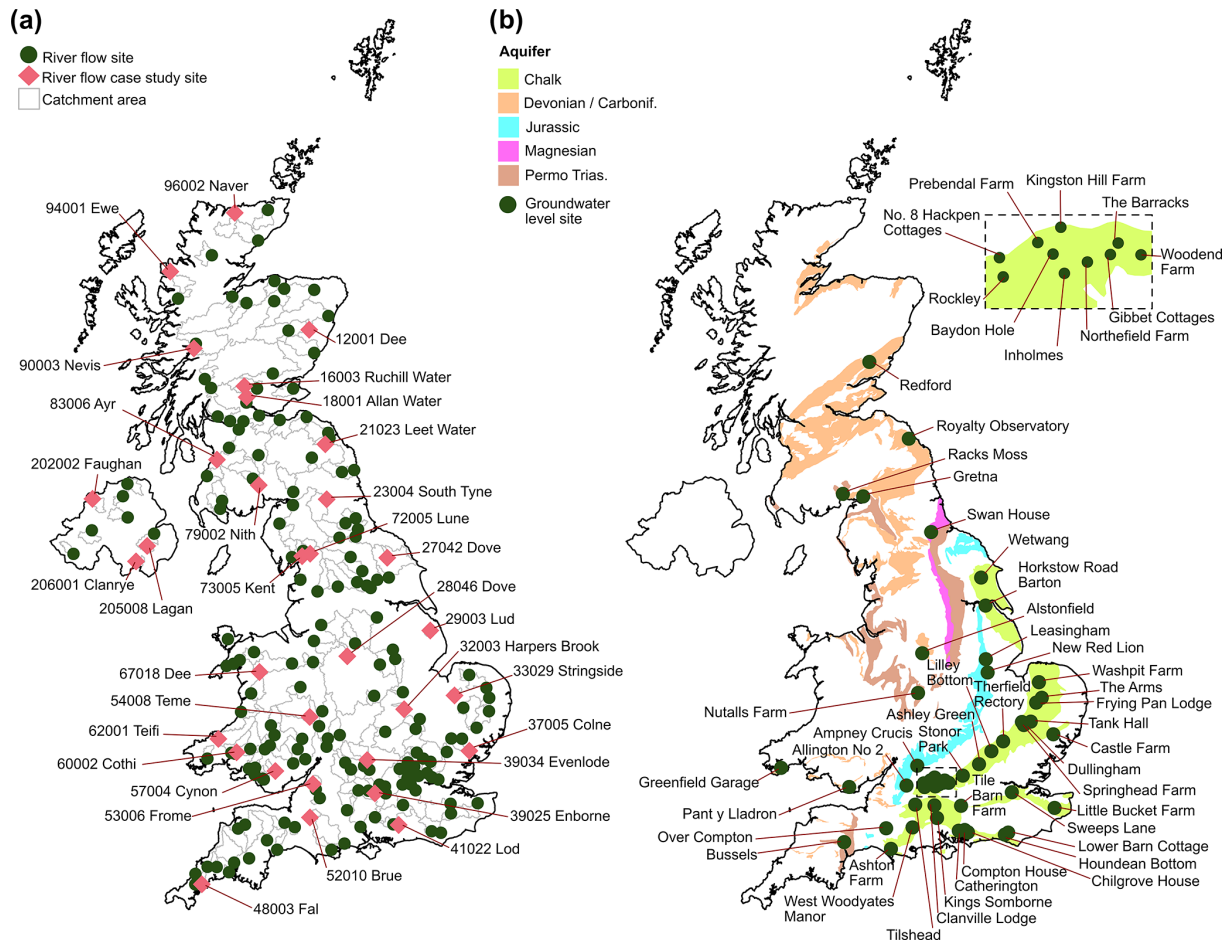 (a)
River flow site
River flow case study site
Catchment area
96002 Naver
94001 Ewe
12001 Dee
90003 Nevis
16003 Ruchill Water
18001 Allan Water
83006 Ayr
21023 Leet Water
202002 Faughan
23004 South Tyne
79002 Nith
72005 Lune
27042 Dove
206001 Clanrye
73005 Kent
205008 Lagan
28046 Dove
29003 Lud
32003 Harpers Brook
67018 Dee
33029 Stringside
54008 Teme
62001 Teifi
37005 Colne
60002 Cothi
39034 Evenlode
57004 Cynon
53006 Frome
39025 Enborne
41022 Lod
52010 Brue
48003 Fal
(b)
Aquifer
Chalk
Devonian / Carbonif.
Jurassic
Magnesian
Permo Trias.
Groundwater
level site
Prebendal Farm
Kingston Hill Farm
The Barracks
No. 8 Hackpen
Cottages
Woodend
Farm
Rockley
Baydon Hole
Gibbet Cottages
Northefield Farm
Inholmes
Redford
Royalty Observatory
Racks Moss
Gretna
Swan House
Wetwang
Horkstow Road
Barton
Alstonfield
Leasingham
New Red Lion
Lilley
Bottom
Washpit Farm
Therfield
Rectory
The Arms
Frying Pan Lodge
Nutalls Farm
Ashley Green
Tank Hall
Ampney Crucis
Stonor
Park
Castle Farm
Allington No 2
Dullingham
Greenfield Garage
Tile
Barn
Farm
Springhead Farm
Pant y Lladron
Little Bucket Farm
Sweeps Lane
Over Compton
Lower Barn Cottage
Bussels
Houndean Bottom
Ashton
Farm
Compton House
Chilgrove House
Catherington
West Woodyates
Manor
Kings Somborne
Clanville Lodge
Tilshead